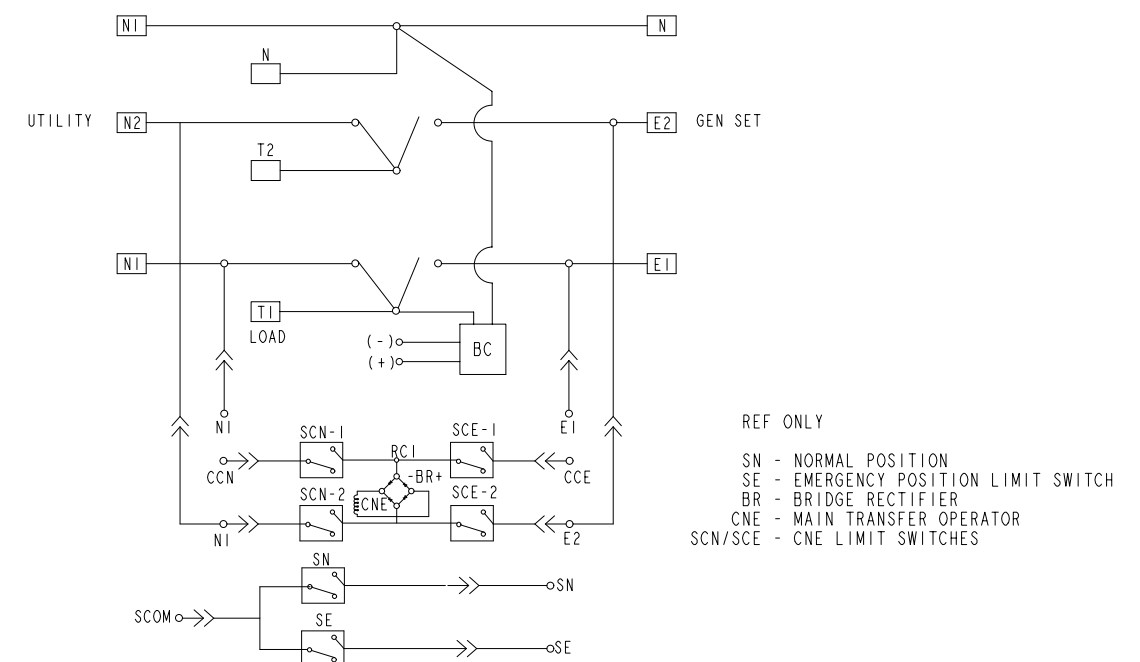 N1 N
N
UTILITY N2 E2 GEN SET
T2
N1 E1
T1
LOAD
(-)
(+)
BC
N1 E1
REF ONLY
SCN-1 RC1 SCE-1
CCN -BR+ CCE
SCN-2 CNE SCE-2
N1 E2
SN - NORMAL POSITION
SE - EMERGENCY POSITION LIMIT SWITCH
BR - BRIDGE RECTIFIER
CNE - MAIN TRANSFER OPERATOR
SCN/SCE - CNE LIMIT SWITCHES
SN
SN
SCOM
SE
SE